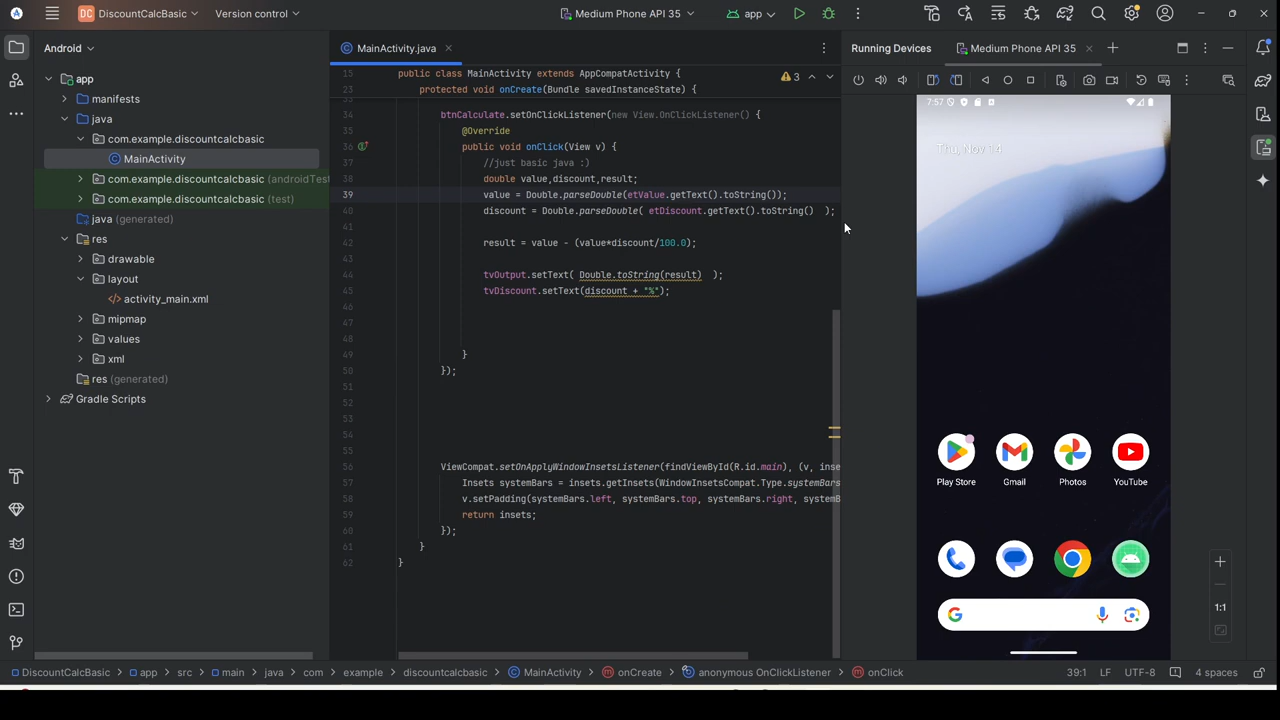 DC DiscountCalcBasic Version control Medium Phone API 35 app
Android
MainActivity.java
Running Devices Medium Phone API 35
app
manifests
java
com.example.discountcalcbasic
MainActivity
com.example.discountcalcbasic (androidTest
com.example.discountcalcbasic (test)
java (generated)
res
drawable
layout
</> activity_main.xml
mipmap
values
xml
res (generated)
Gradle Scripts
3
15 public class MainActivity extends AppCompatActivity {
23 protected void onCreate(Bundle savedInstanceState) {
34 btnCalculate.setOnClickListener(new View.OnClickListener() {
35 @Override
36 public void onClick(View v) {
37 //just basic java :)
38 double value,discount,result;
39 value = Double.parseDouble(etValue.getText().toString());
40 discount = Double.parseDouble( etDiscount.getText().toString() );
41
42 result = value - (value*discount/100.0);
43
44 tvOutput.setText( Double.toString(result) );
45 tvDiscount.setText(discount + "%");
46
47
48
49 }
50 });
51
52
53
54
55
56 ViewCompat.setOnApplyWindowInsetsListener(findViewById(R.id.main), (v, inse
57 Insets systemBars = insets.getInsets(WindowInsetsCompat.Type.systemBars
58 v.setPadding(systemBars.left, systemBars.top, systemBars.right, systemB
59 return insets;
60 });
61 }
62 }
7:57
Thu, Nov 14
Play Store Gmail Photos YouTube
1:1
DiscountCalcBasic > app > src > main > java > com > example > discountcalcbasic > MainActivity > onCreate > anonymous OnClickListener > onClick
39:1 LF UTF-8 4 spaces